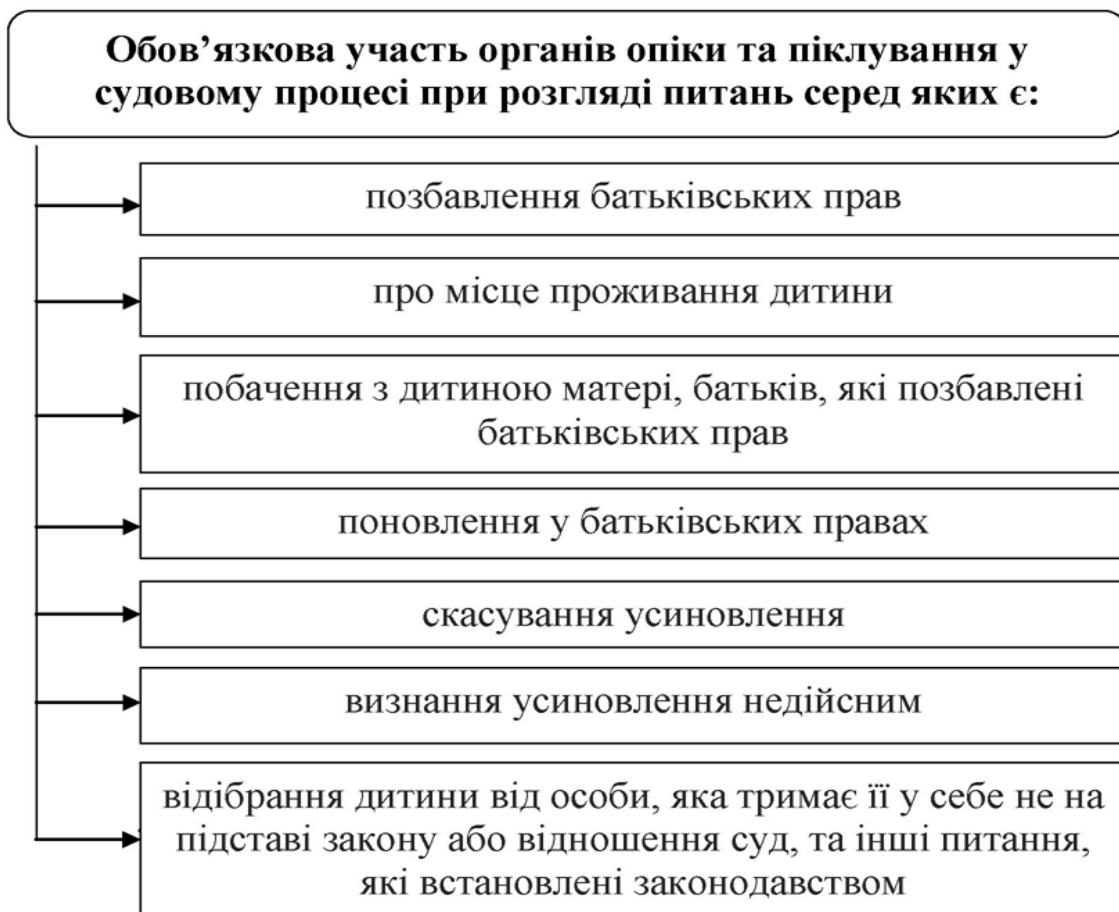 Обов’язкова участь органів опіки та піклування у
судовому процесі при розгляді питань серед яких є:
позбавлення батьківських прав
про місце проживання дитини
побачення з дитиною матері, батьків, які позбавлені
батьківських прав
поновлення у батьківських правах
скасування усиновлення
визнання усиновлення недійсним
відібрання дитини від особи, яка тримає її у себе не на
підставі закону або відношення суд, та інші питання,
які встановлені законодавством